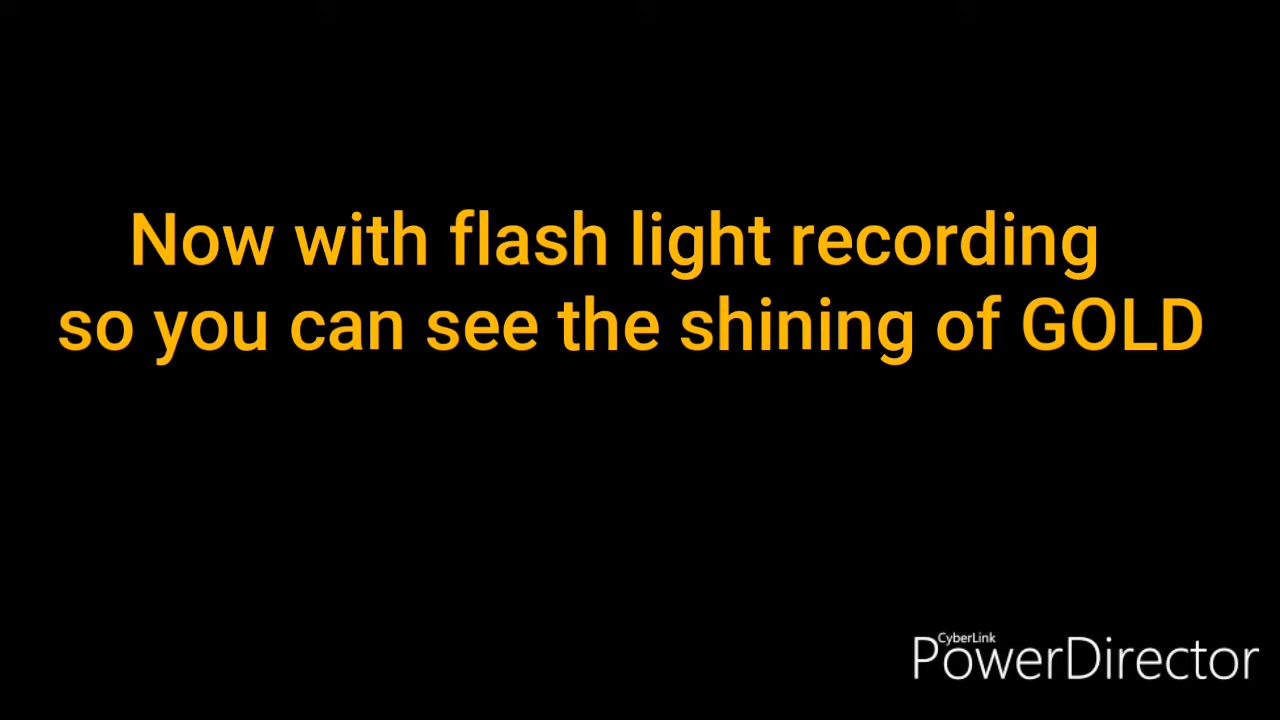 Now with flash light recording
so you can see the shining of GOLD
CyberLink
PowerDirector